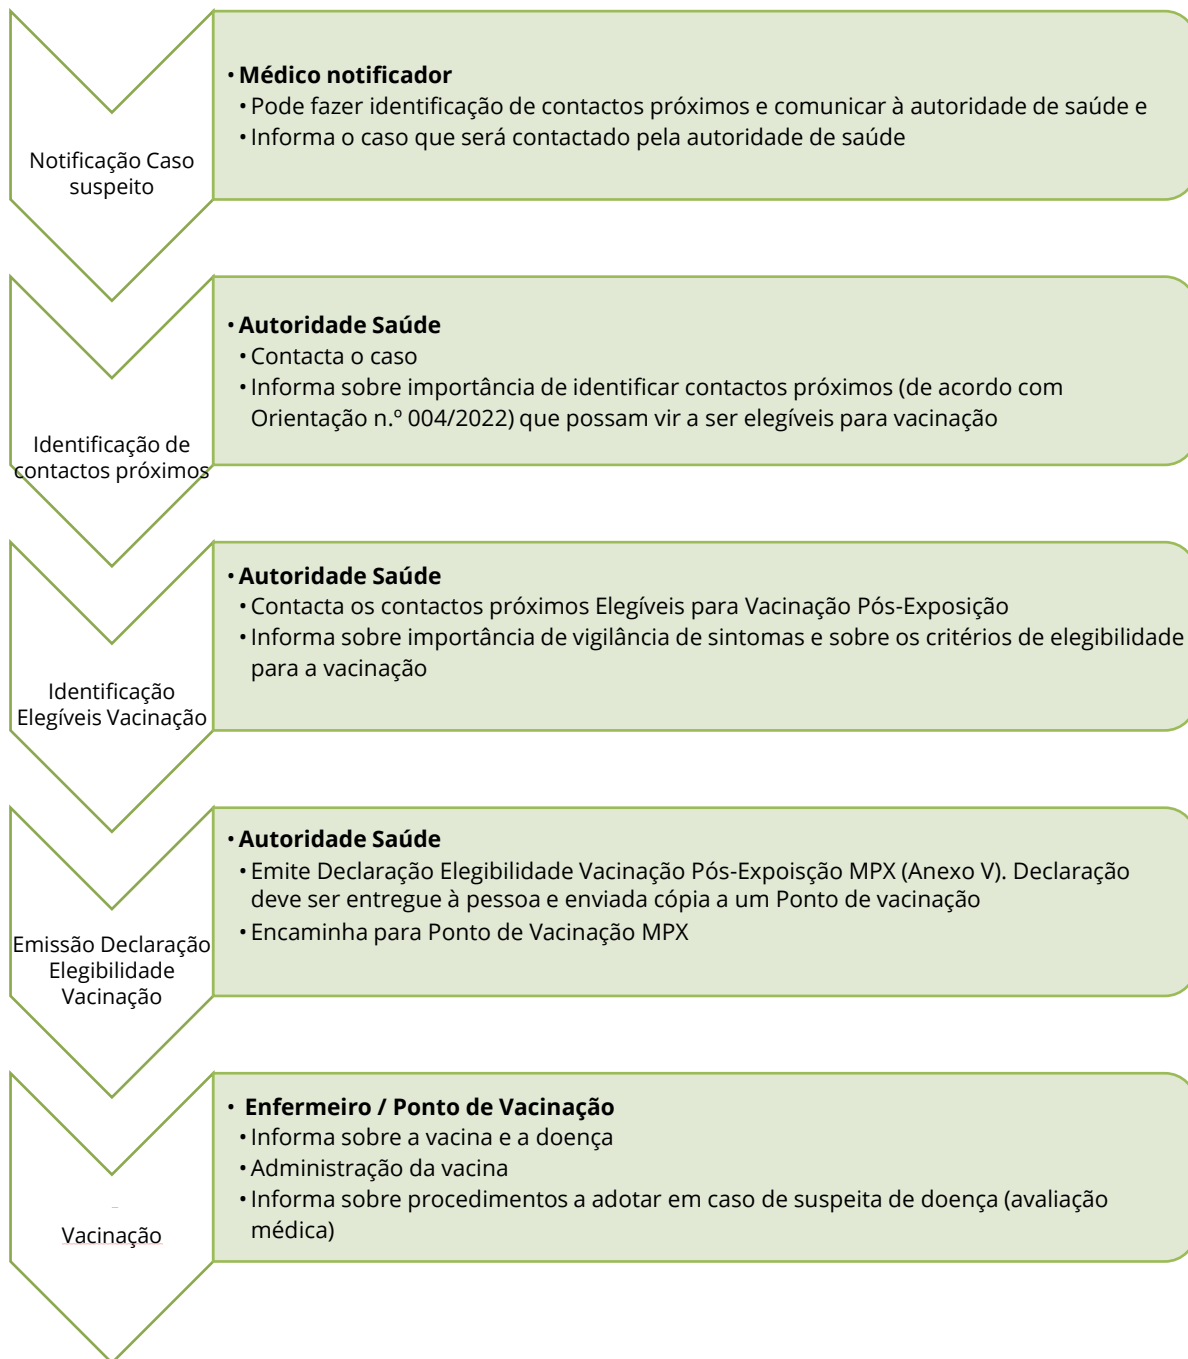 Notificação Caso
suspeito
• Médico notificador
• Pode fazer identificação de contactos próximos e comunicar à autoridade de saúde e
• Informa o caso que será contactado pela autoridade de saúde
Identificação de
contactos próximos
• Autoridade Saúde
• Contacta o caso
• Informa sobre importância de identificar contactos próximos (de acordo com
Orientação n.º 004/2022) que possam vir a ser elegíveis para vacinação
Identificação
Elegíveis Vacinação
• Autoridade Saúde
• Contacta os contactos próximos Elegíveis para Vacinação Pós-Exposição
• Informa sobre importância de vigilância de sintomas e sobre os critérios de elegibilidade
para a vacinação
Emissão Declaração
Elegibilidade
Vacinação
• Autoridade Saúde
• Emite Declaração Elegibilidade Vacinação Pós-Expoisção MPX (Anexo V). Declaração
deve ser entregue à pessoa e enviada cópia a um Ponto de vacinação
• Encaminha para Ponto de Vacinação MPX
Vacinação
• Enfermeiro / Ponto de Vacinação
• Informa sobre a vacina e a doença
• Administração da vacina
• Informa sobre procedimentos a adotar em caso de suspeita de doença (avaliação
médica)